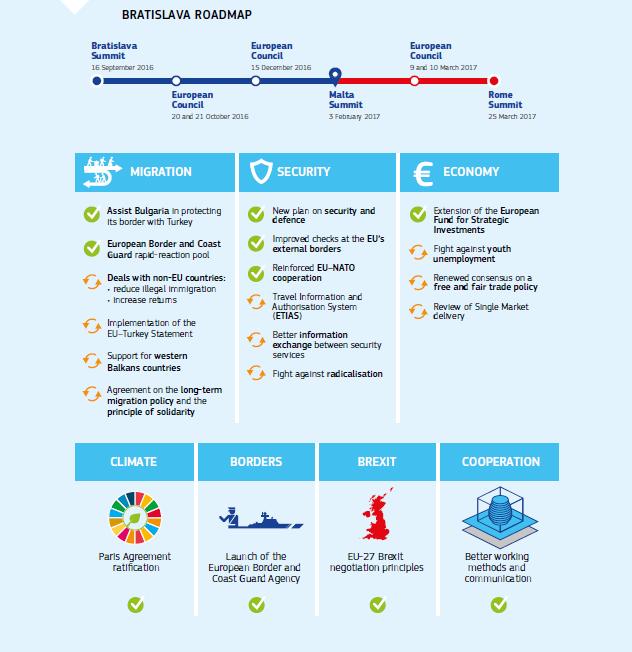 BRATISLAVA ROADMAP
Bratislava
Summit
16 September 2016
European
Council
15 December 2016
European
Council
9 and 10 March 2017
European
Council
20 and 21 October 2016
Malta
Summit
3 February 2017
Rome
Summit
25 March 2017
MIGRATION
Assist Bulgaria in protecting
its border with Turkey
European Border and Coast
Guard rapid-reaction pool
Deals with non-EU countries:
· reduce illegal immigration
· increase returns
Implementation of the
EU–Turkey Statement
Support for western
Balkans countries
Agreement on the long-term
migration policy and the
principle of solidarity
SECURITY
New plan on security and
defence
Improved checks at the EU's
external borders
Reinforced EU–NATO
cooperation
Travel Information and
Authorisation System
(ETIAS)
Better information
exchange between security
services
Fight against radicalisation
€ ECONOMY
Extension of the European
Fund for Strategic
Investments
Fight against youth
unemployment
Renewed consensus on a
free and fair trade policy
Review of Single Market
delivery
CLIMATE
Paris Agreement
ratification
BORDERS
Launch of the
European Border and
Coast Guard Agency
BREXIT
EU-27 Brexit
negotiation principles
COOPERATION
Better working
methods and
communication